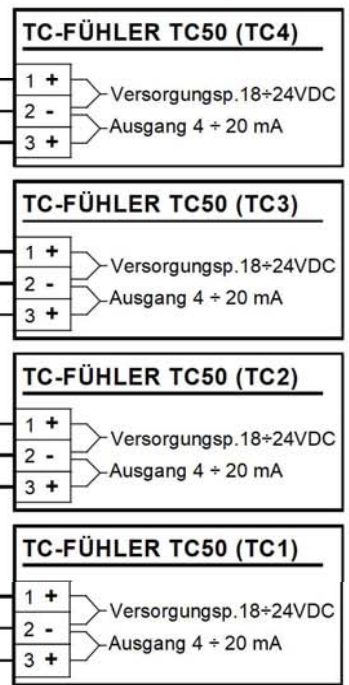 TC-FÜHLER TC50 (TC4)
1 +
Versorgungsp.18÷24VDC
2 -
Ausgang 4 ÷ 20 mA
3 +
TC-FÜHLER TC50 (TC3)
1 +
Versorgungsp.18÷24VDC
2 -
Ausgang 4 ÷ 20 mA
3 +
TC-FÜHLER TC50 (TC2)
1 +
Versorgungsp.18÷24VDC
2 -
Ausgang 4 ÷ 20 mA
3 +
TC-FÜHLER TC50 (TC1)
1 +
Versorgungsp.18÷24VDC
2 -
Ausgang 4 ÷ 20 mA
3 +